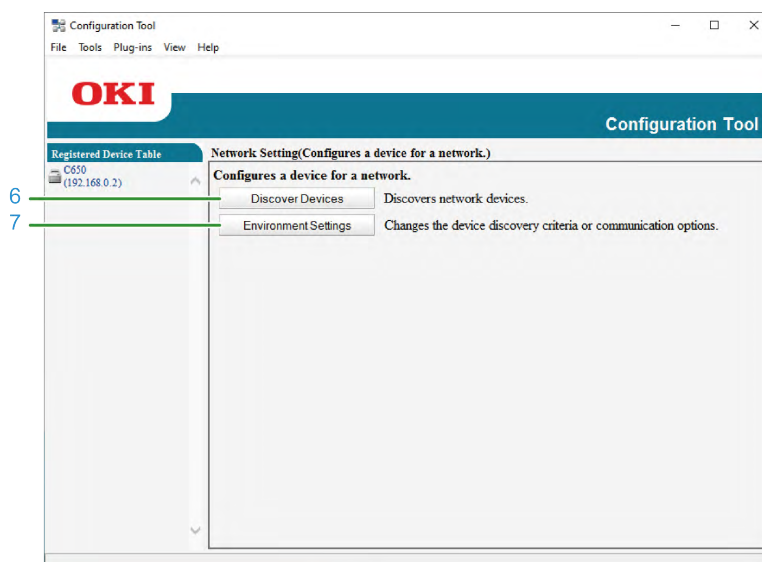 Configuration Tool
File Tools Plug-ins View Help
OKI
Configuration Tool
Registered Device Table
C650
(192.168.0.2)
Network Setting(Configures a device for a network.)
Configures a device for a network.
6
Discover Devices Discovers network devices.
7
Environment Settings Changes the device discovery criteria or communication options.